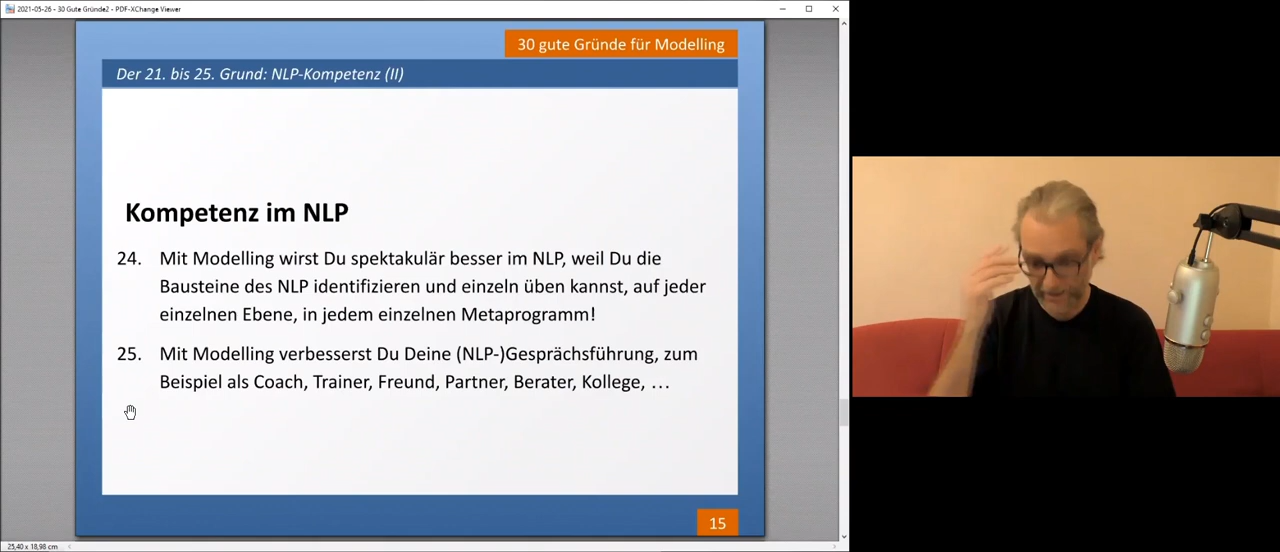 2021-05-26 - 30 Gute Gründe2 - PDF-XChange Viewer
30 gute Gründe für Modelling
Der 21. bis 25. Grund: NLP-Kompetenz (II)
Kompetenz im NLP
24. Mit Modelling wirst Du spektakulär besser im NLP, weil Du die
Bausteine des NLP identifizieren und einzeln üben kannst, auf jeder
einzelnen Ebene, in jedem einzelnen Metaprogramm!
25. Mit Modelling verbesserst Du Deine (NLP-)Gesprächsführung, zum
Beispiel als Coach, Trainer, Freund, Partner, Berater, Kollege, …
15
25,40 x 18,98 cm